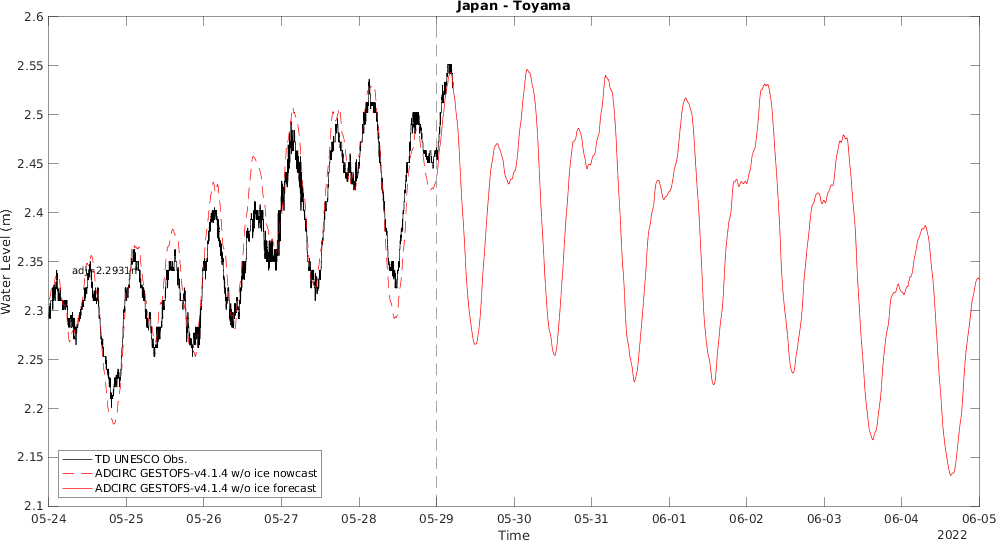 Japan - Toyama
Water Level (m)
2.6
2.55
2.5
2.45
2.4
2.35
2.3
2.25
2.2
2.15
2.1
TD UNESCO Obs.
ADCIRC GESTOFS-v4.1.4 w/o ice nowcast
ADCIRC GESTOFS-v4.1.4 w/o ice forecast
05-24 05-25 05-26 05-27 05-28 05-29 05-30 05-31 06-01 06-02 06-03 06-04 06-05
Time
2022